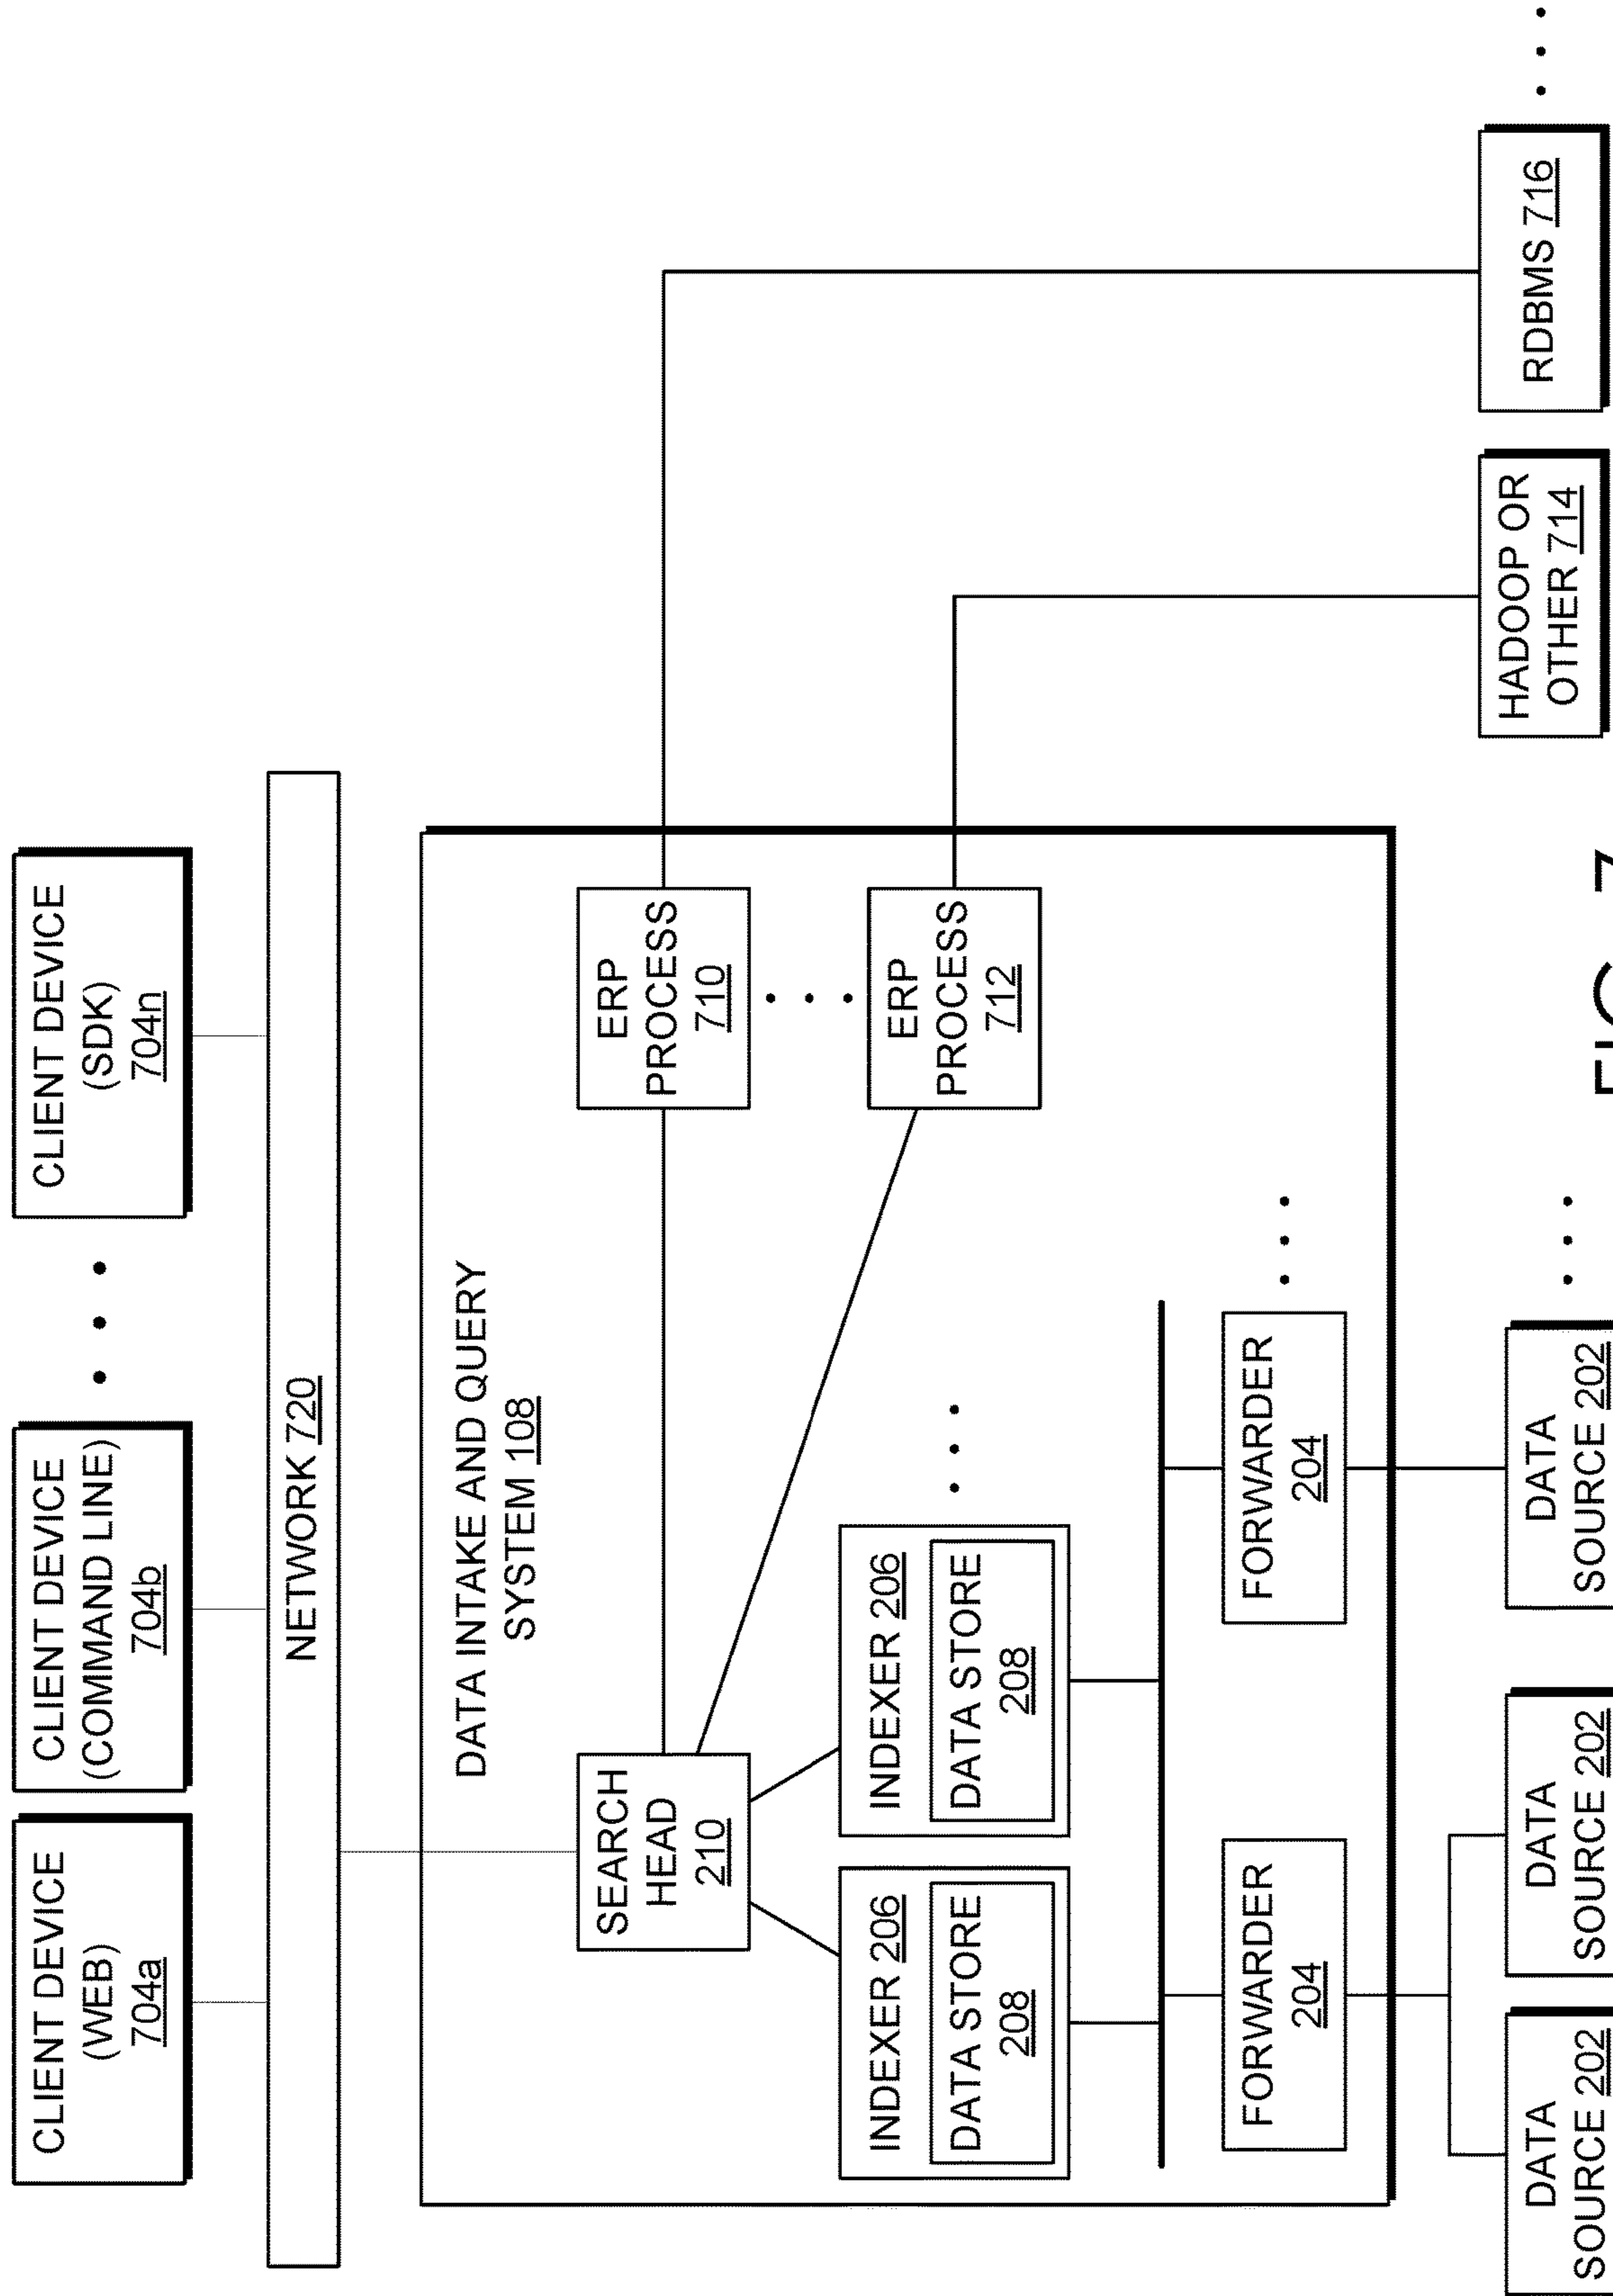 CLIENT DEVICE
(WEB)
704a
CLIENT DEVICE
(COMMAND LINE)
704b
CLIENT DEVICE
(SDK)
704n
NETWORK 720
DATA INTAKE AND QUERY
SYSTEM 108
SEARCH
HEAD
210
ERP
PROCESS
710
INDEXER 206
DATA STORE
208
INDEXER 206
DATA STORE
208
ERP
PROCESS
712
FORWARDER
204
FORWARDER
204
DATA
SOURCE 202
DATA
SOURCE 202
DATA
SOURCE 202
HADOOP OR
OTHER 714
RDBMS 716